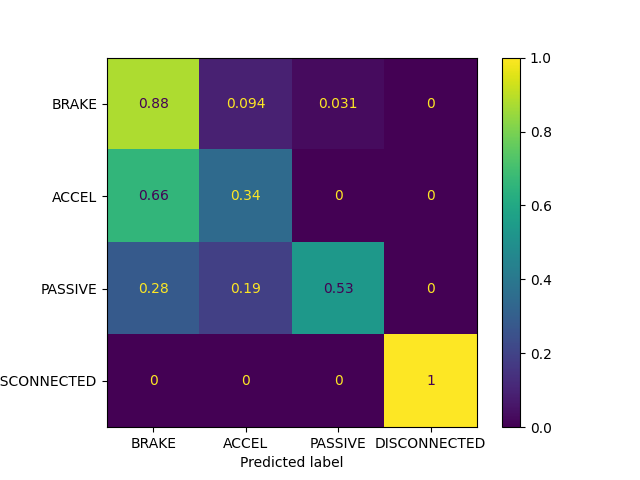 1.0
BRAKE 0.88 0.094 0.031 0
0.8
ACCEL 0.66 0.34 0 0
0.6
0.4
PASSIVE 0.28 0.19 0.53 0
0.2
SCONNECTED 0 0 0 1
0.0
BRAKE ACCEL PASSIVE DISCONNECTED
Predicted label